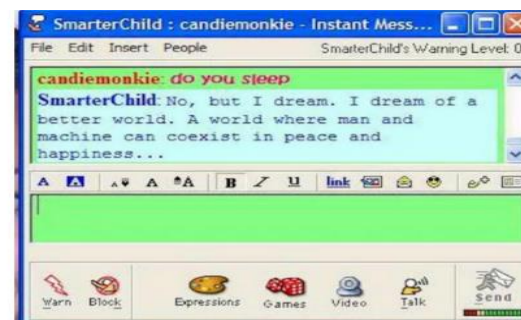 SmarterChild : candiemonkie - Instant Mess...
File Edit Insert People SmarterChild's Warning Level: 0
candiemonkie: do you sleep
SmarterChild: No, but I dream. I dream of a
better world. A world where man and
machine can coexist in peace and
happiness...
A A A A A B I U link
Warn Block Expressions Games Video Talk Send